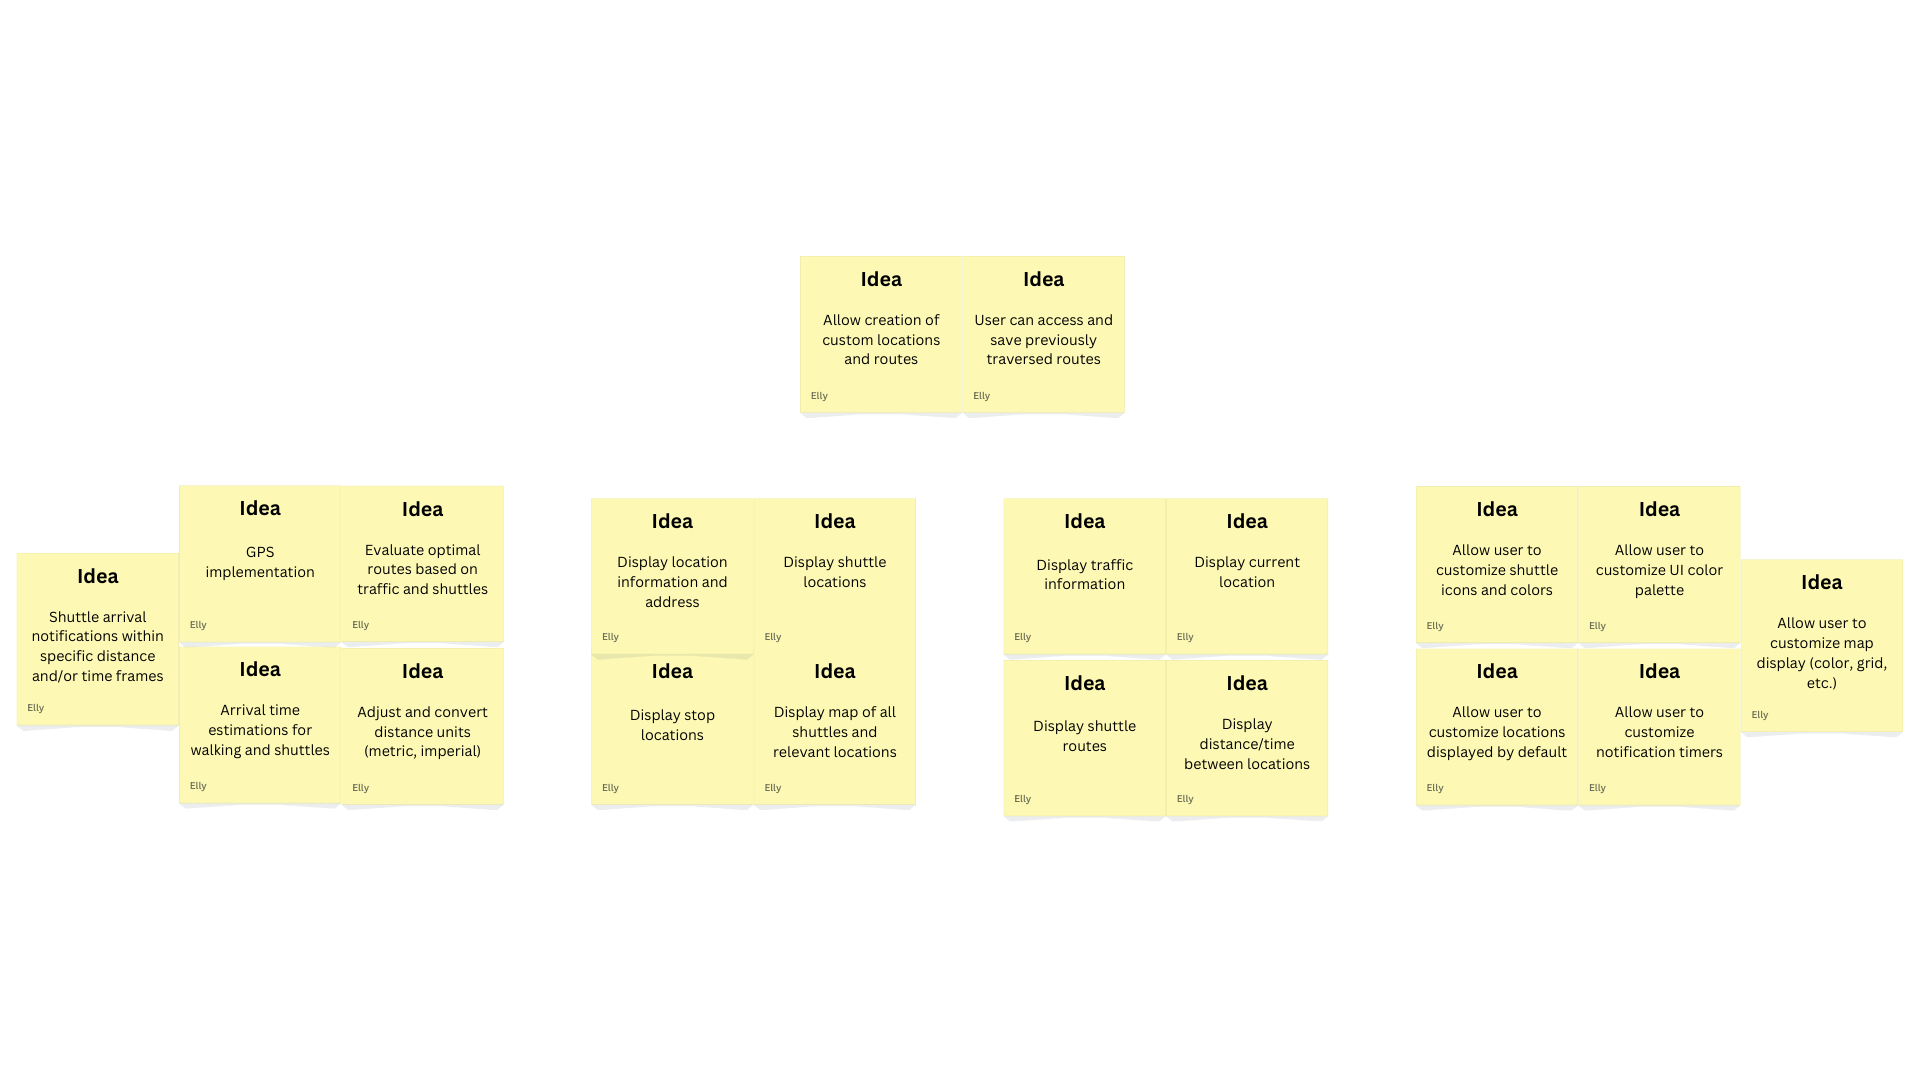 Idea
Allow creation of
custom locations
and routes
Elly
Idea
User can access and
save previously
traversed routes
Elly
Idea
Shuttle arrival
notifications within
specific distance
and/or time frames
Elly
Idea
GPS
implementation
Elly
Idea
Evaluate optimal
routes based on
traffic and shuttles
Elly
Idea
Arrival time
estimations for
walking and shuttles
Elly
Idea
Adjust and convert
distance units
(metric, imperial)
Elly
Idea
Display location
information and
address
Elly
Idea
Display shuttle
locations
Elly
Idea
Display stop
locations
Elly
Idea
Display map of all
shuttles and
relevant locations
Elly
Idea
Display traffic
information
Elly
Idea
Display current
location
Elly
Idea
Display shuttle
routes
Elly
Idea
Display
distance/time
between locations
Elly
Idea
Allow user to
customize shuttle
icons and colors
Elly
Idea
Allow user to
customize UI color
palette
Elly
Idea
Allow user to
customize locations
displayed by default
Elly
Idea
Allow user to
customize
notification timers
Elly
Idea
Allow user to
customize map
display (color, grid,
etc.)
Elly